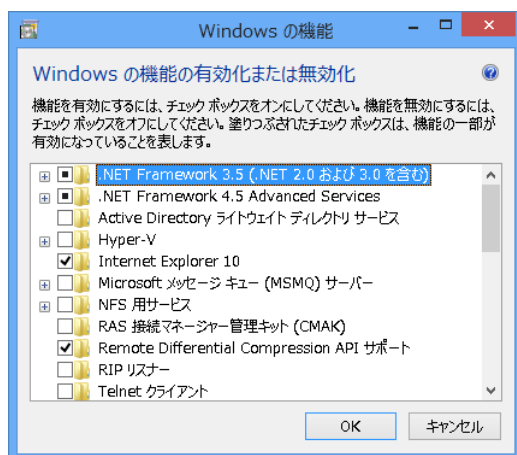 Windows の機能
Windows の機能の有効化または無効化
機能を有効にするには、チェック ボックスをオンにしてください。機能を無効にするには、
チェック ボックスをオフにしてください。塗りつぶされたチェック ボックスは、機能の一部が
有効になっていることを表します。
.NET Framework 3.5 (.NET 2.0 および 3.0 を含む)
.NET Framework 4.5 Advanced Services
Active Directory ライトウェイト ディレクトリ サービス
Hyper-V
Internet Explorer 10
Microsoft メッセージ キュー (MSMQ) サーバー
NFS 用サービス
RAS 接続マネージャー管理キット (CMAK)
Remote Differential Compression API サポート
RIP リスナー
Telnet クライアント
OK
キャンセル